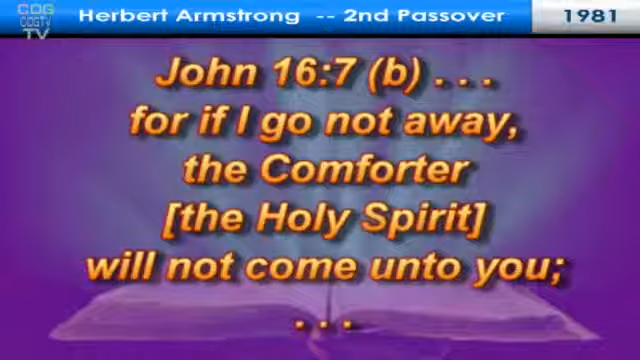 COG
COGTV
TV
Herbert Armstrong -- 2nd Passover
1981
John 16:7 (b) . . .
for if I go not away,
the Comforter
[the Holy Spirit]
will not come unto you;
. . .